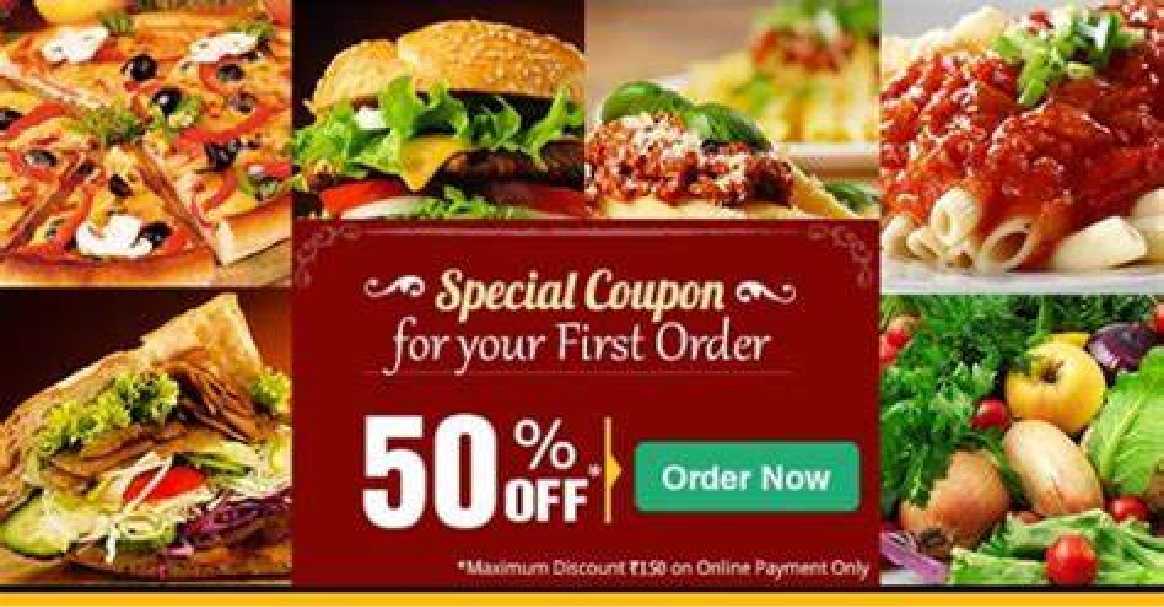 Special Coupon
for your First Order
50% OFF*
Order Now
*Maximum Discount ₹150 on Online Payment Only